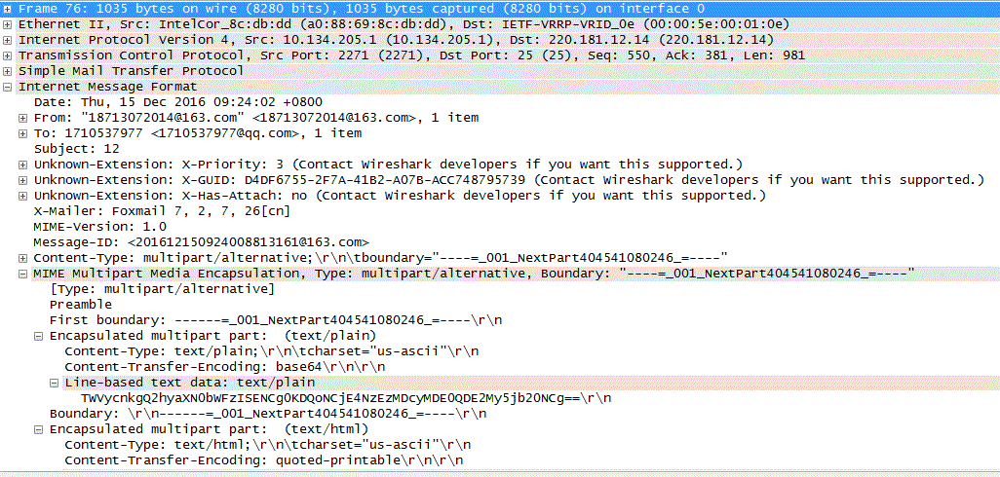 Frame 76: 1035 bytes on wire (8280 bits), 1035 bytes captured (8280 bits) on interface 0
Ethernet II, Src: IntelCor_8c:db:dd (a0:88:69:8c:db:dd), Dst: IETF-VRRP-VRID_0e (00:00:5e:00:01:0e)
Internet Protocol Version 4, Src: 10.134.205.1 (10.134.205.1), Dst: 220.181.12.14 (220.181.12.14)
Transmission Control Protocol, Src Port: 2271 (2271), Dst Port: 25 (25), Seq: 550, Ack: 381, Len: 981
Simple Mail Transfer Protocol
Internet Message Format
Date: Thu, 15 Dec 2016 09:24:02 +0800
From: "18713072014@163.com" <18713072014@163.com>, 1 item
To: 1710537977 <1710537977@qq.com>, 1 item
Subject: 12
Unknown-Extension: X-Priority: 3 (Contact Wireshark developers if you want this supported.)
Unknown-Extension: X-GUID: D4DF6755-2F7A-41B2-A07B-ACC748795739 (Contact Wireshark developers if you want this supported.)
Unknown-Extension: X-Has-Attach: no (Contact Wireshark developers if you want this supported.)
X-Mailer: Foxmail 7, 2, 7, 26[cn]
MIME-Version: 1.0
Message-ID: <201612150924008813161@163.com>
Content-Type: multipart/alternative;\r\n\tboundary="----=_001_NextPart404541080246_=----"
MIME Multipart Media Encapsulation, Type: multipart/alternative, Boundary: "----=_001_NextPart404541080246_=----"
[Type: multipart/alternative]
Preamble
First boundary: ------=_001_NextPart404541080246_=----\r\n
Encapsulated multipart part:  (text/plain)
Content-Type: text/plain;\r\n\tcharset="us-ascii"\r\n
Content-Transfer-Encoding: base64\r\n\r\n
Line-based text data: text/plain
TWVycnkgQ2hyaXN0bWFzISENCg0KDQoNCjE4NzEzMDcyMDE0QDE2My5jb20NCg==\r\n
Boundary: \r\n------=_001_NextPart404541080246_=----\r\n
Encapsulated multipart part:  (text/html)
Content-Type: text/html;\r\n\tcharset="us-ascii"\r\n
Content-Transfer-Encoding: quoted-printable\r\n\r\n